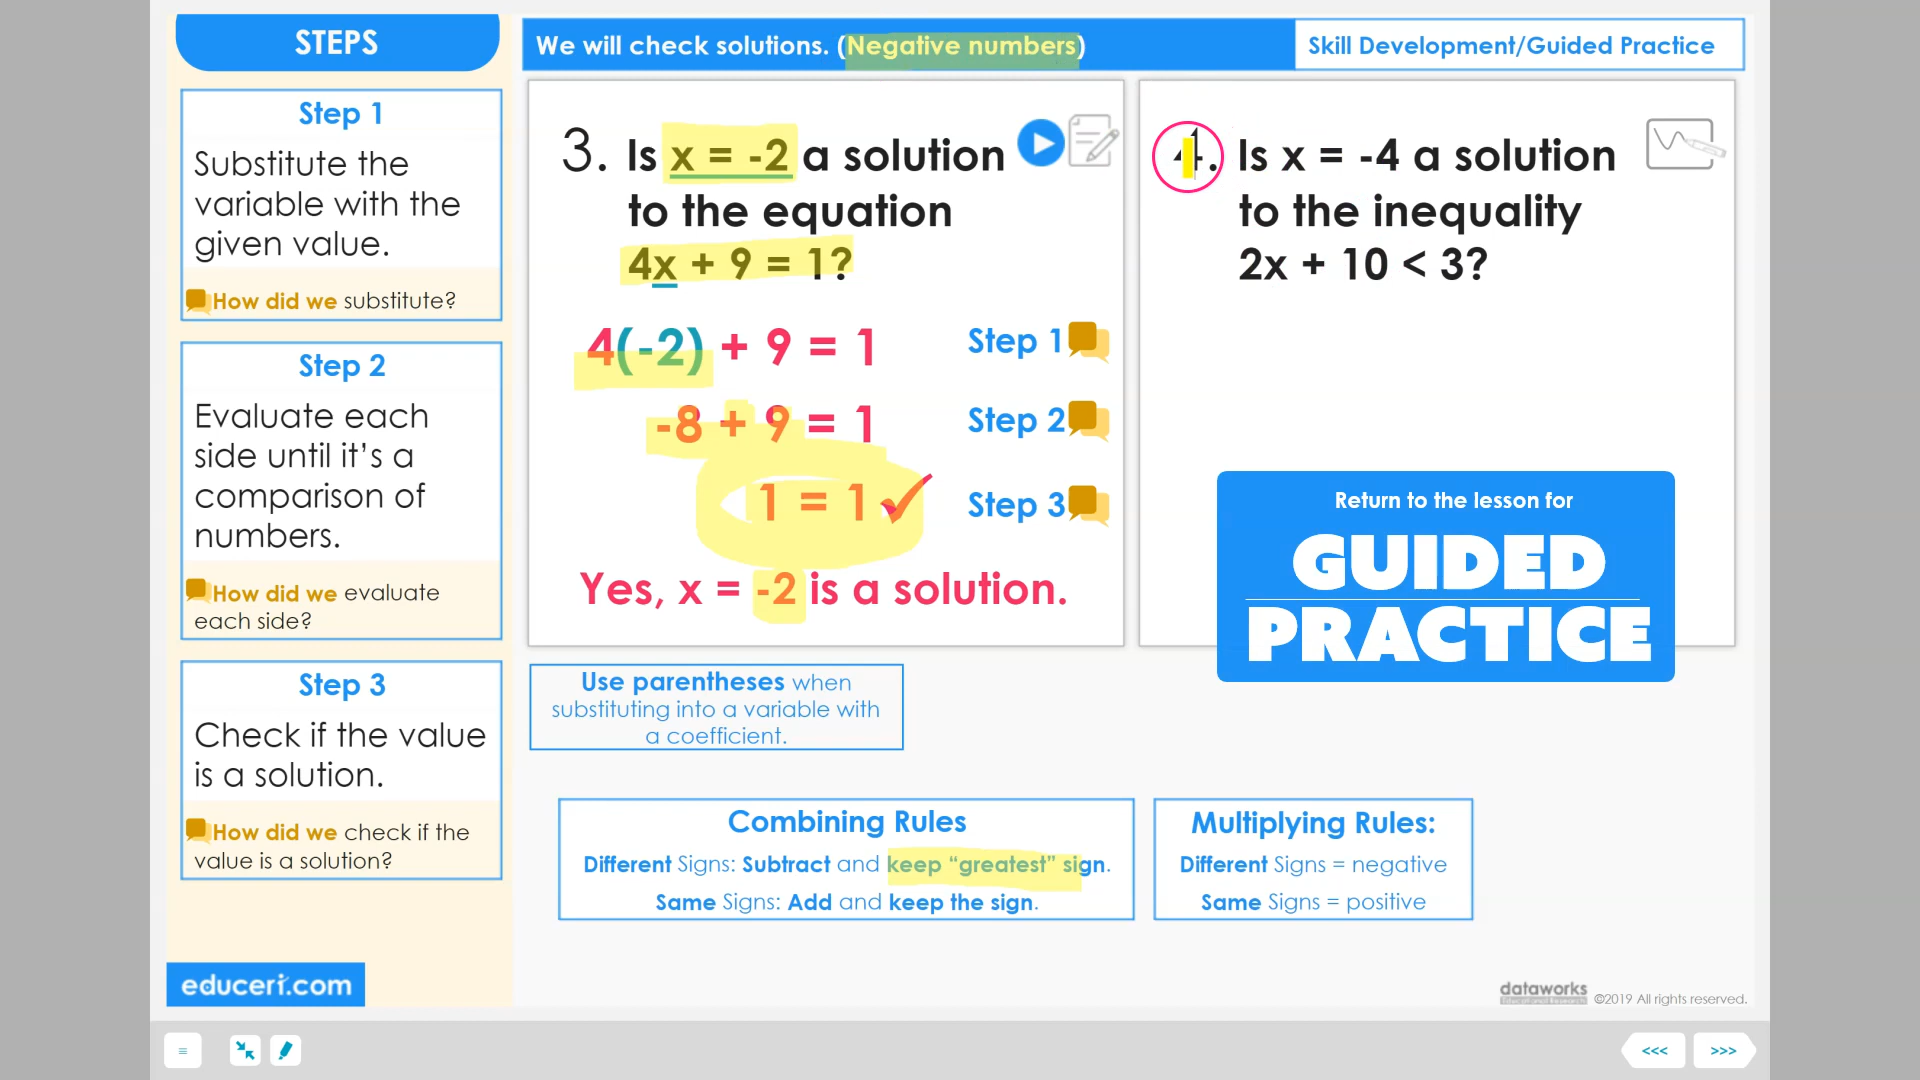 STEPS
Step 1
Substitute the
variable with the
given value.
How did we substitute?
Step 2
Evaluate each
side until it’s a
comparison of
numbers.
How did we evaluate
each side?
Step 3
Check if the value
is a solution.
How did we check if the
value is a solution?
educeri.com
We will check solutions. (Negative numbers)
Skill Development/Guided Practice
3. Is x = -2 a solution
to the equation
4x + 9 = 1?
4(-2) + 9 = 1 Step 1
-8 + 9 = 1 Step 2
1 = 1 ✓ Step 3
Yes, x = -2 is a solution.
4. Is x = -4 a solution
to the inequality
2x + 10 < 3?
Return to the lesson for
GUIDED
PRACTICE
Use parentheses when
substituting into a variable with
a coefficient.
Combining Rules
Different Signs: Subtract and keep “greatest” sign.
Same Signs: Add and keep the sign.
Multiplying Rules:
Different Signs = negative
Same Signs = positive
dataworks
Educational Research
©2019 All rights reserved.
<<< >>>